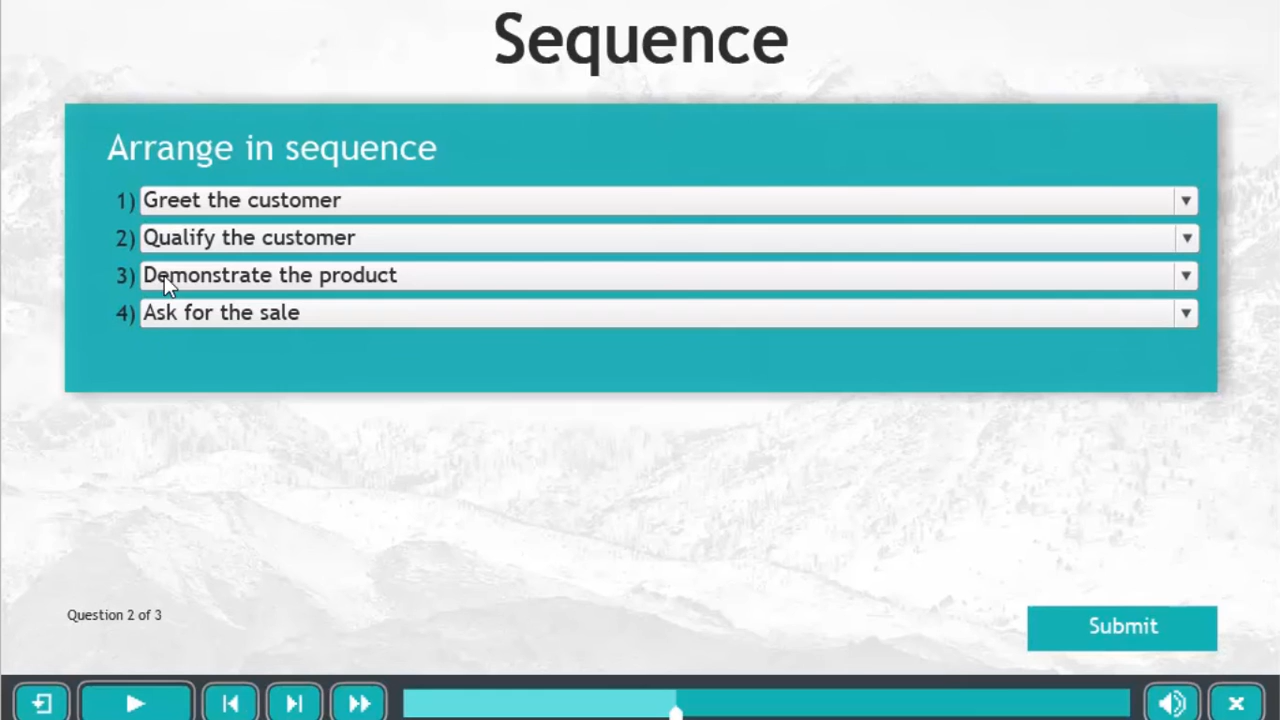 Sequence
Arrange in sequence
1) Greet the customer
2) Qualify the customer
3) Demonstrate the product
4) Ask for the sale
Question 2 of 3
Submit